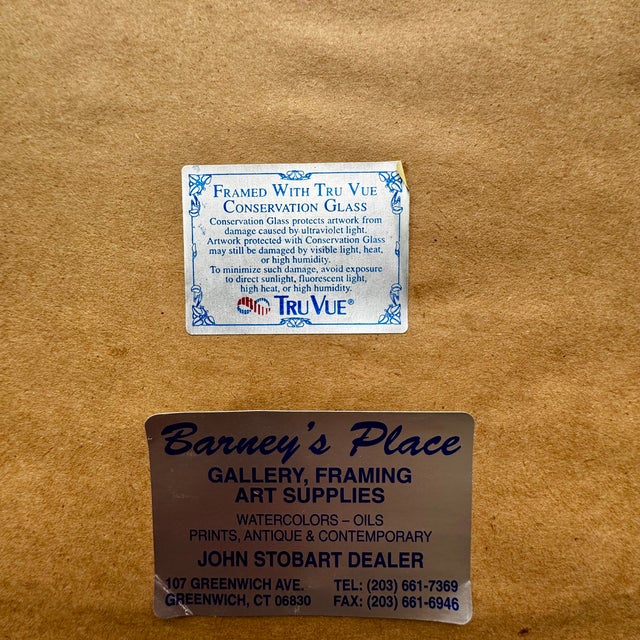 FRAMED WITH TRU VUE
CONSERVATION GLASS
Conservation Glass protects artwork from
damage caused by ultraviolet light.
Artwork protected with Conservation Glass
may still be damaged by visible light, heat,
or high humidity.
To minimize such damage, avoid exposure
to direct sunlight, fluorescent light,
high heat, or high humidity.
TRU VUE®
Barney's Place
GALLERY, FRAMING
ART SUPPLIES
WATERCOLORS – OILS
PRINTS, ANTIQUE & CONTEMPORARY
JOHN STOBART DEALER
107 GREENWICH AVE. TEL: (203) 661-7369
GREENWICH, CT 06830 FAX: (203) 661-6946